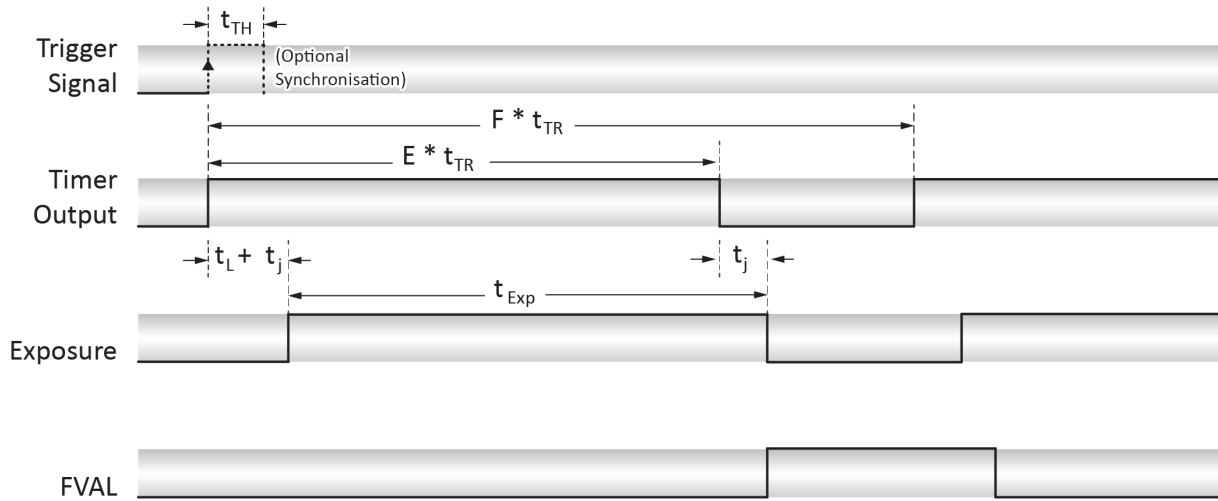 t_TH
Trigger
Signal
(Optional
Synchronisation)
F * t_TR
E * t_TR
Timer
Output
t_L + t_j
t_j
t_Exp
Exposure
FVAL